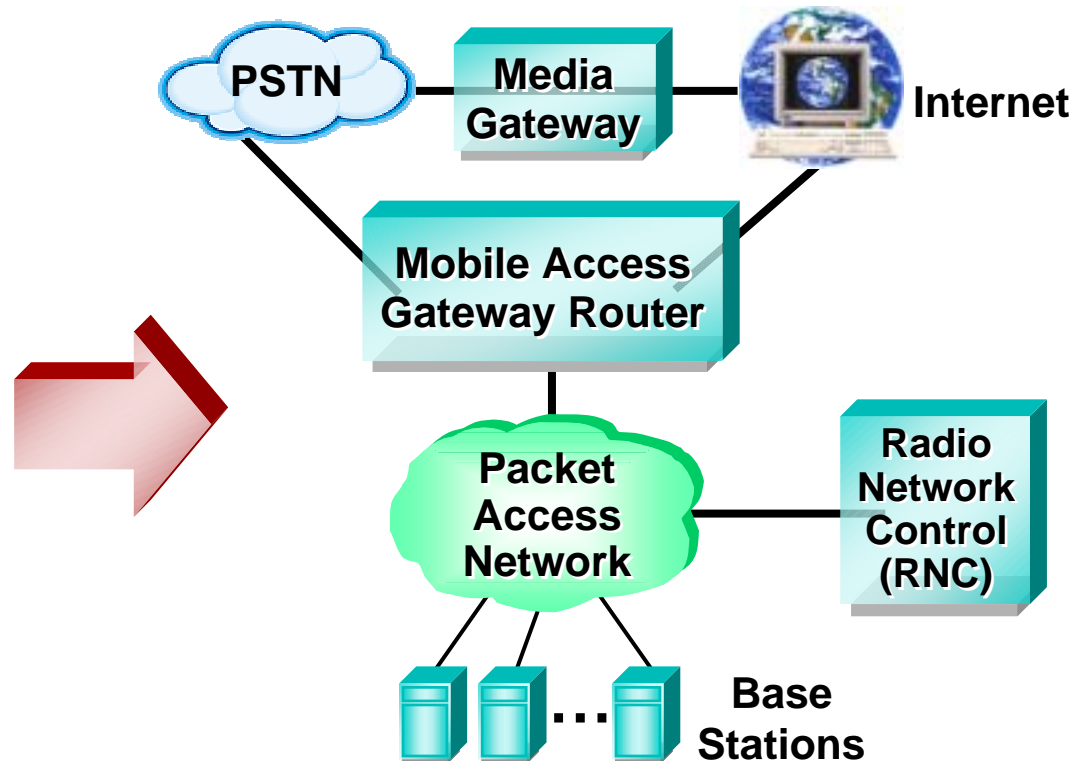 PSTN
Media
Gateway
Internet
Mobile Access
Gateway Router
Packet
Access
Network
Radio
Network
Control
(RNC)
...
Base
Stations